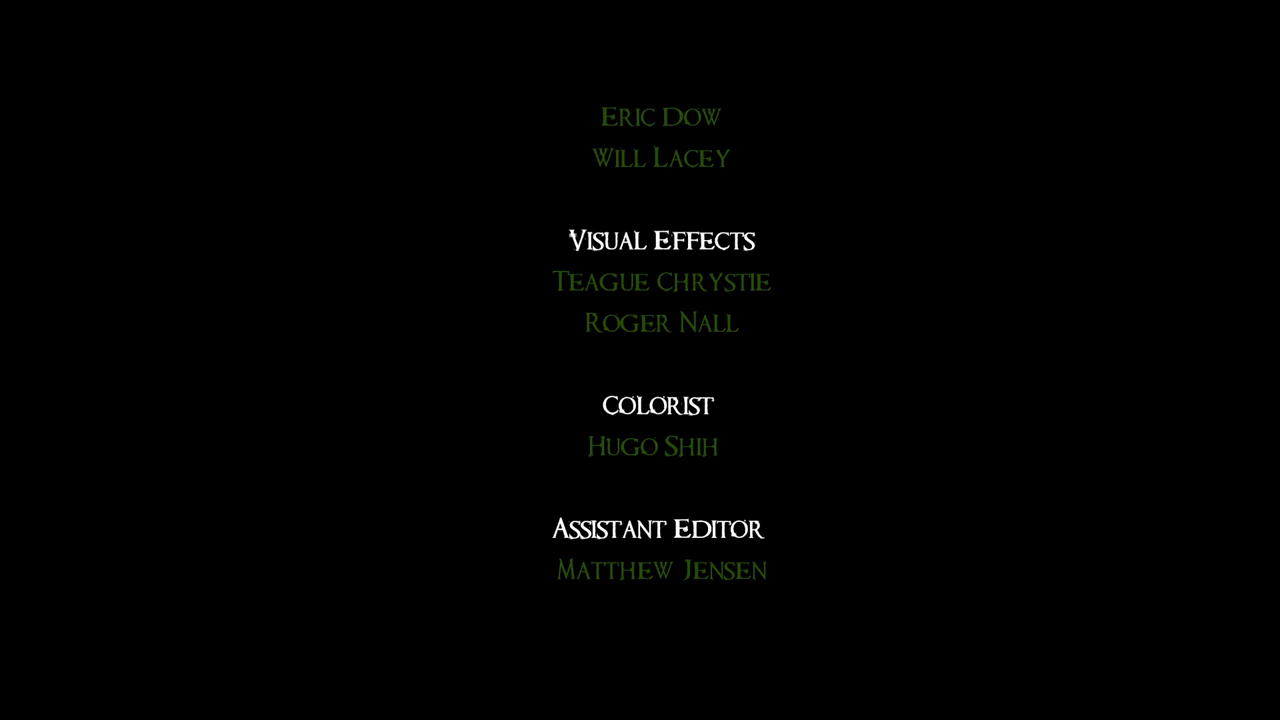 Eric Dow
Will Lacey
Visual Effects
Teague Chrystie
Roger Nall
Colorist
Hugo Shih
Assistant Editor
Matthew Jensen